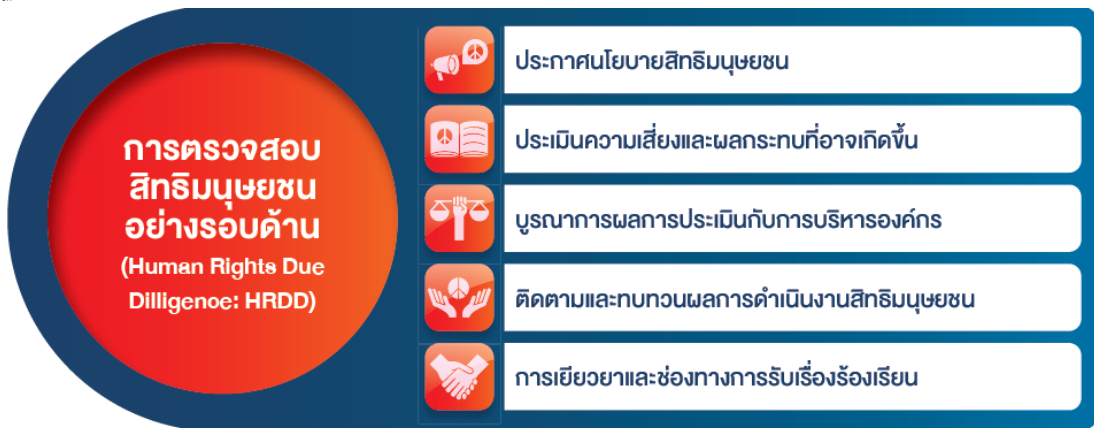 การตรวจสอบ
สิทธิมนุษยชน
อย่างรอบด้าน
(Human Rights Due
Dilligenoe: HRDD)
ประกาศนโยบายสิทธิมนุษยชน
ประเมินความเสี่ยงและผลกระทบที่อาจเกิดขึ้น
บูรณาการผลการประเมินกับการบริหารองค์กร
ติดตามและทบทวนผลการดำเนินงานสิทธิมนุษยชน
การเยียวยาและช่องทางการรับเรื่องร้องเรียน